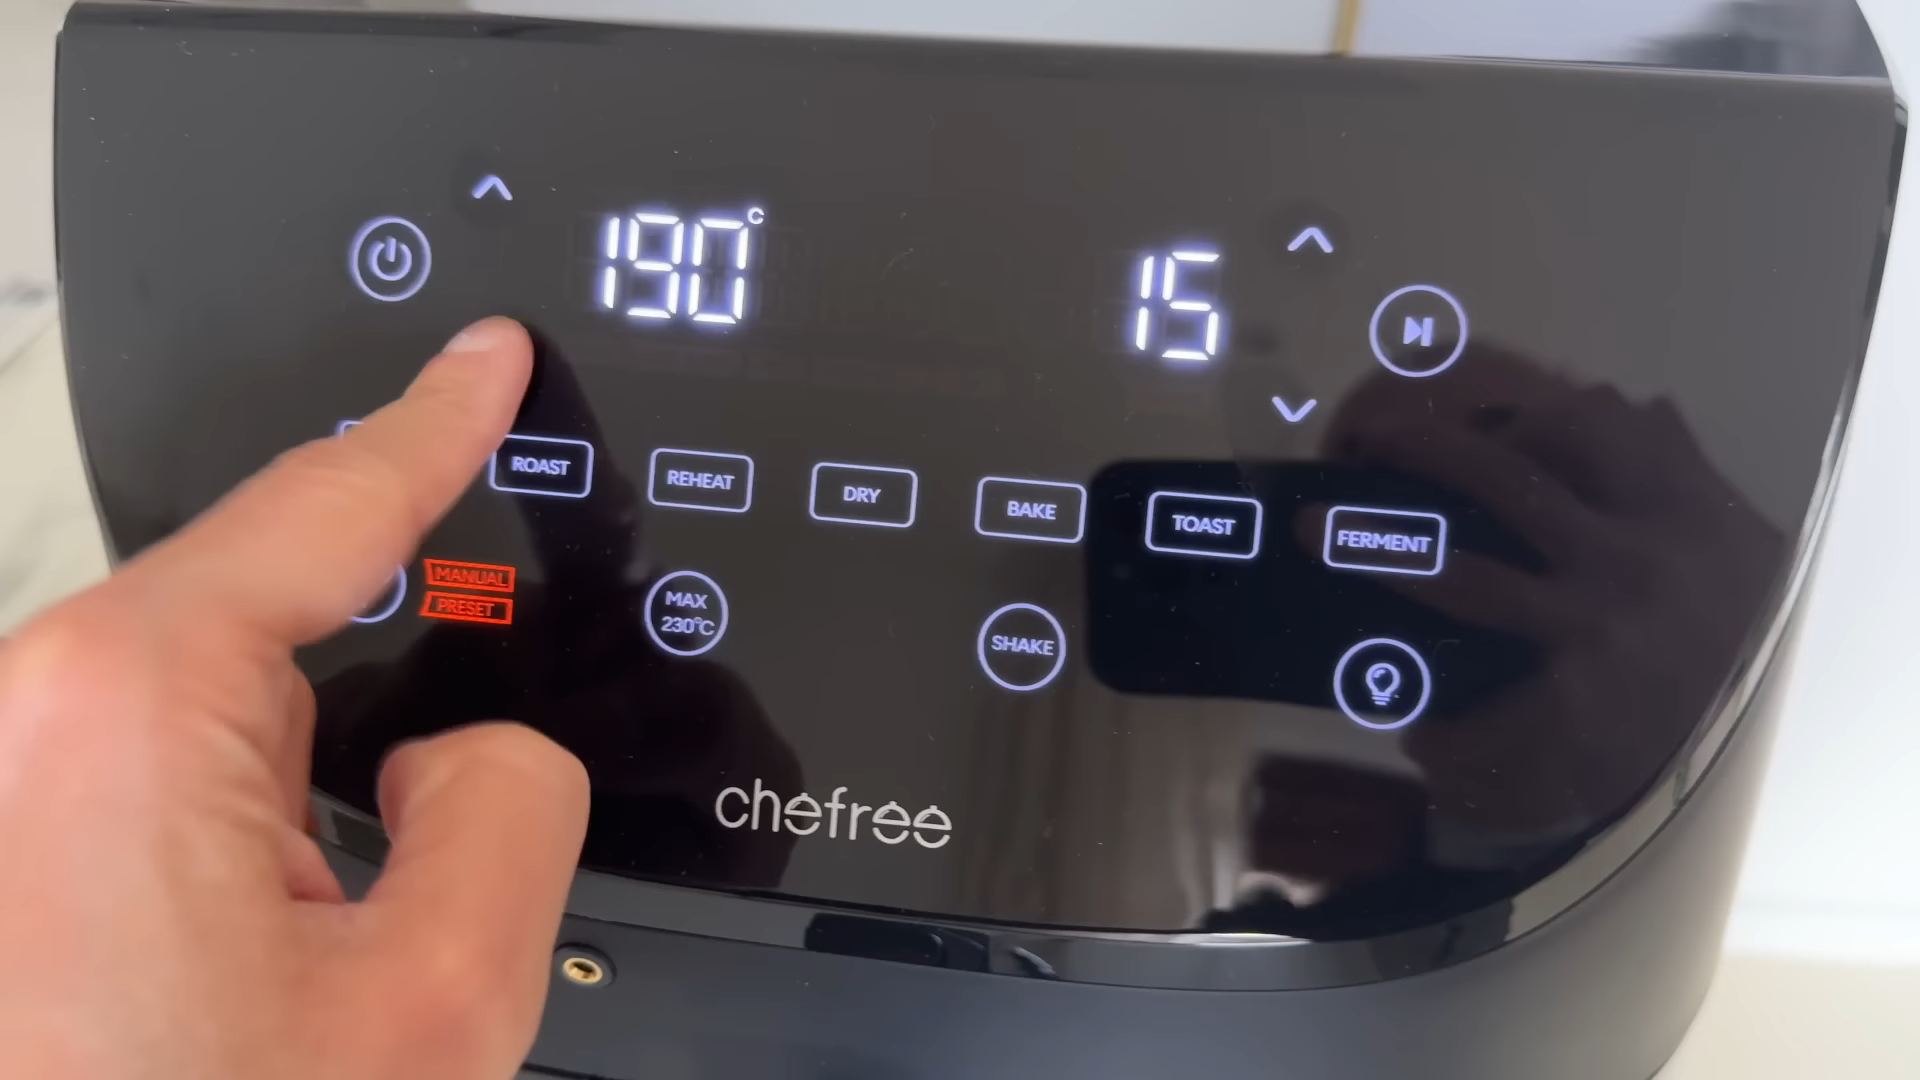 190°C
15
ROAST
REHEAT
DRY
BAKE
TOAST
FERMENT
MANUAL
PRESET
MAX
230°C
SHAKE
chefree